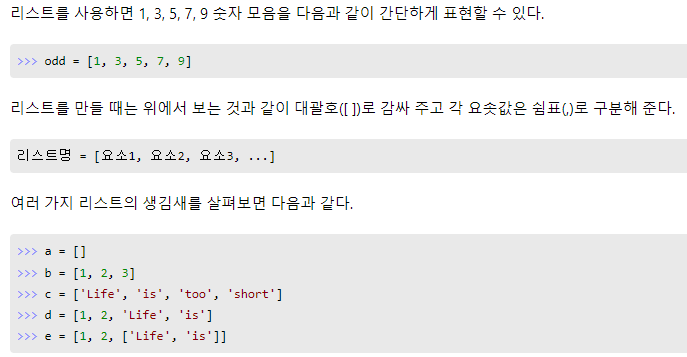 리스트를 사용하면 1, 3, 5, 7, 9 숫자 모음을 다음과 같이 간단하게 표현할 수 있다.
>>> odd = [1, 3, 5, 7, 9]
리스트를 만들 때는 위에서 보는 것과 같이 대괄호([ ])로 감싸 주고 각 요솟값은 쉼표(,)로 구분해 준다.
리스트명 = [요소1, 요소2, 요소3, ...]
여러 가지 리스트의 생김새를 살펴보면 다음과 같다.
>>> a = []
>>> b = [1, 2, 3]
>>> c = ['Life', 'is', 'too', 'short']
>>> d = [1, 2, 'Life', 'is']
>>> e = [1, 2, ['Life', 'is']]